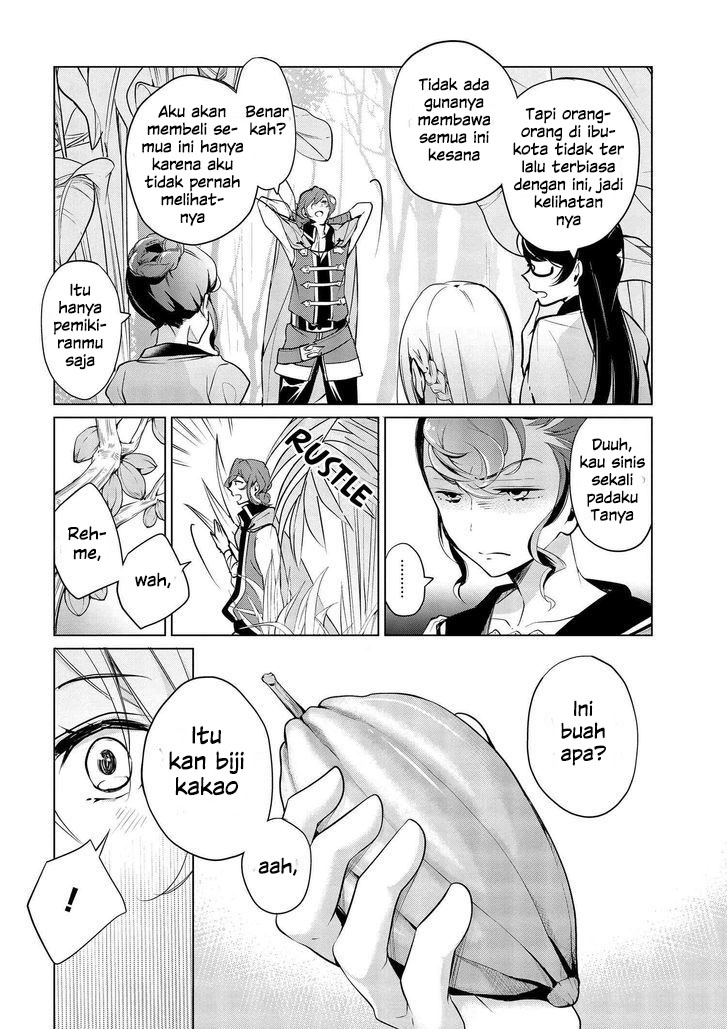 Tapi orang-
orang di ibu-
kota tidak ter
lalu terbiasa
dengan ini, jadi
kelihatan
nya
Tidak ada
gunanya
membawa
semua ini
kesana
Benar
kah?
Aku akan
membeli se-
mua ini hanya
karena aku
tidak pernah
melihat-
nya
Itu
hanya
pemiki-
ranmu
saja
Duuh,
kau sinis
sekali
padaku
Tanya
.........
RUSTLE
wah,
Reh-
me,
Ini
buah
apa?
aah,
Itu
kan biji
kakao
!